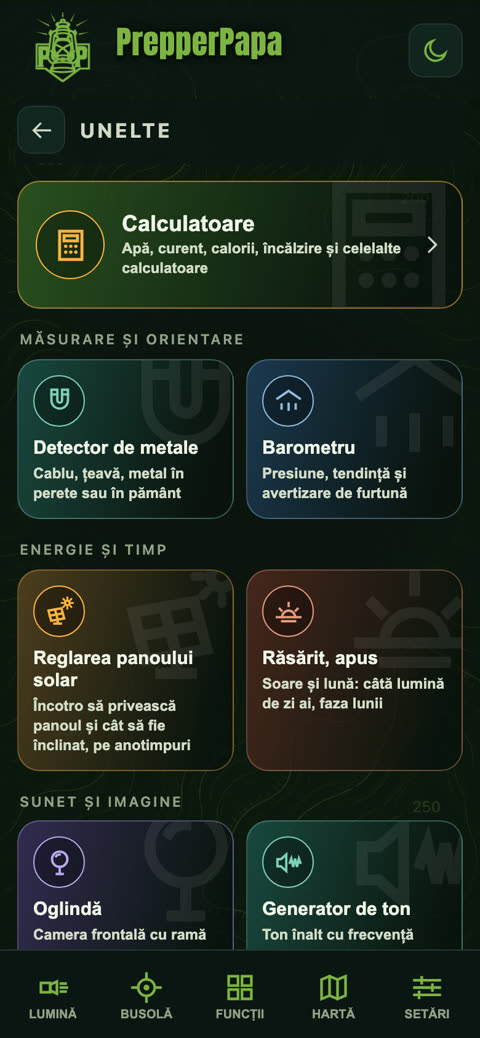 PrepperPapa
UNELTE
Calculatoare
Apă, curent, calorii, încălzire și celelalte
calculatoare
MĂSURARE ȘI ORIENTARE
Detector de metale
Cablu, țeavă, metal în
perete sau în pământ
Barometru
Presiune, tendință și
avertizare de furtună
ENERGIE ȘI TIMP
Reglarea panoului
solar
Încotro să privească
panoul și cât să fie
înclinat, pe anotimpuri
Răsărit, apus
Soare și lună: câtă lumină
de zi ai, faza lunii
SUNET ȘI IMAGINE
250
Oglindă
Camera frontală cu ramă
Generator de ton
Ton înalt cu frecvență
LUMINĂ
BUSOLĂ
FUNCȚII
HARTĂ
SETĂRI